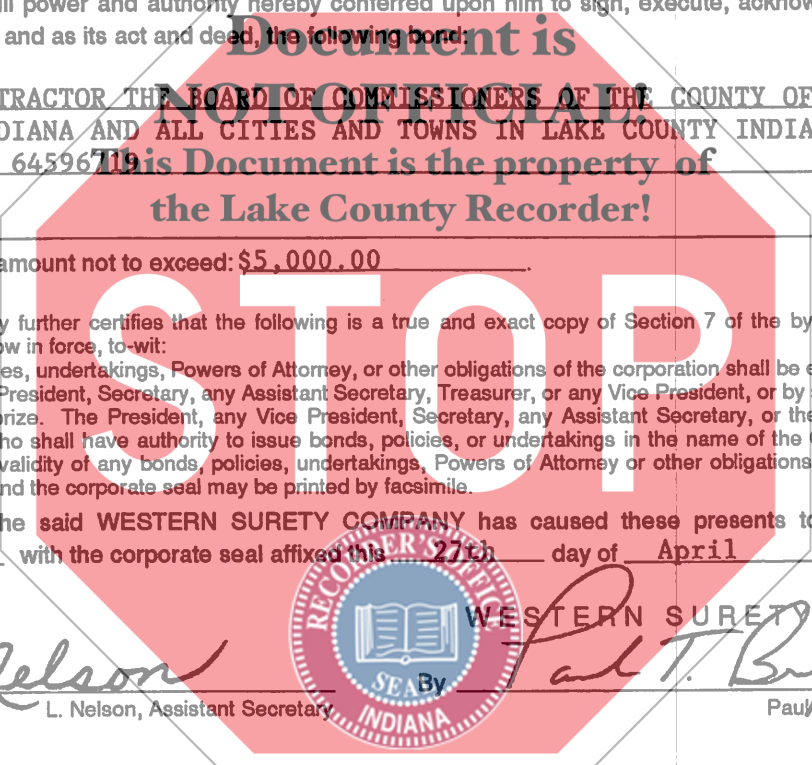 ll power and authority hereby conferred upon him to sign, execute, acknow
and as its act and deed, the following bond:
Document is
NOT OFFICIAL!
This Document is the property of
the Lake County Recorder!
TRACTOR THE BOARD OF COMMISSIONERS OF THE COUNTY OF
DIANA AND ALL CITIES AND TOWNS IN LAKE COUNTY INDIA
64596719
amount not to exceed: $5,000.00.
STOP
y further certifies that the following is a true and exact copy of Section 7 of the by
ow in force, to-wit:
es, undertakings, Powers of Attorney, or other obligations of the corporation shall be e
President, Secretary, any Assistant Secretary, Treasurer, or any Vice President, or by
rize. The President, any Vice President, Secretary, any Assistant Secretary, or the
ho shall have authority to issue bonds, policies, or undertakings in the name of the
validity of any bonds, policies, undertakings, Powers of Attorney or other obligations
nd the corporate seal may be printed by facsimile.
he said WESTERN SURETY COMPANY has caused these presents to
with the corporate seal affixed this 27th day of April
RECORDER'S OFFIC
SEAL
INDIANA
WESTERN SURETY
Nelson
By Paul T. Bru
L. Nelson, Assistant Secretary
Paul